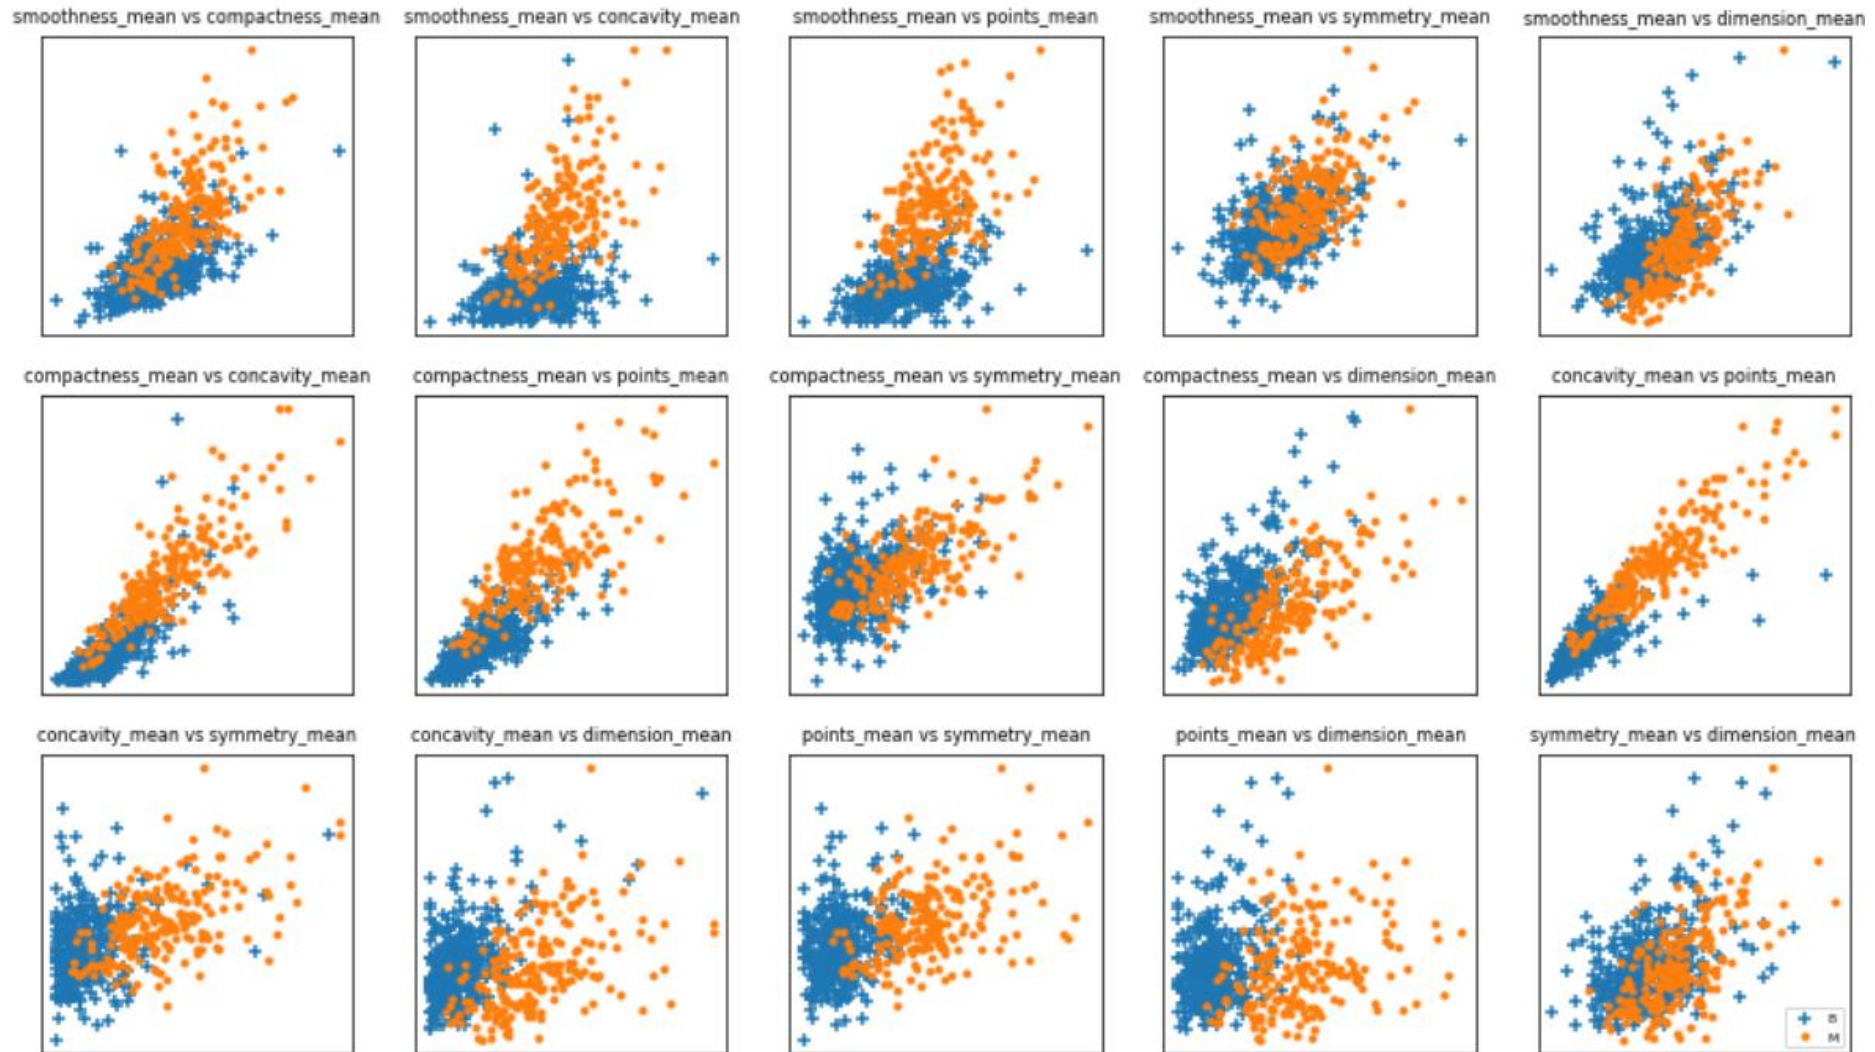 smoothness_mean vs compactness_mean
smoothness_mean vs concavity_mean
smoothness_mean vs points_mean
smoothness_mean vs symmetry_mean
smoothness_mean vs dimension_mean
compactness_mean vs concavity_mean
compactness_mean vs points_mean
compactness_mean vs symmetry_mean
compactness_mean vs dimension_mean
concavity_mean vs points_mean
concavity_mean vs symmetry_mean
concavity_mean vs dimension_mean
points_mean vs symmetry_mean
points_mean vs dimension_mean
symmetry_mean vs dimension_mean
B
M